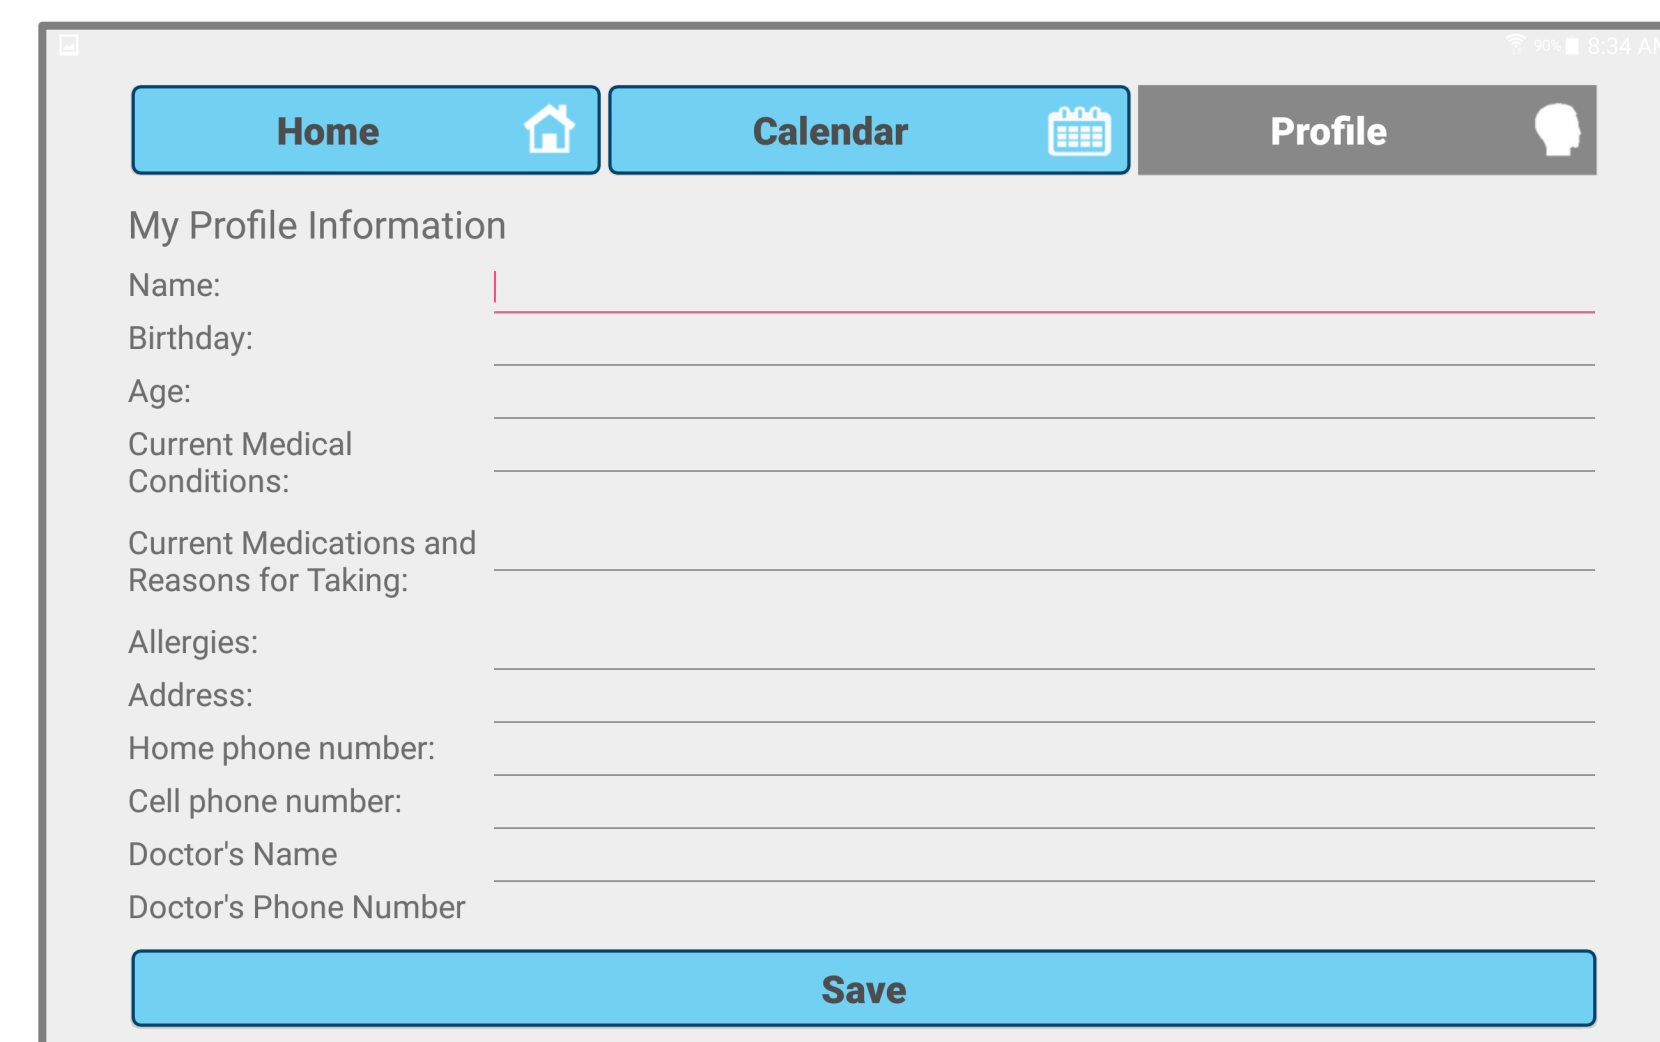 90% 8:34 AM
Home Calendar Profile
My Profile Information
Name:
Birthday:
Age:
Current Medical
Conditions:
Current Medications and
Reasons for Taking:
Allergies:
Address:
Home phone number:
Cell phone number:
Doctor's Name
Doctor's Phone Number
Save